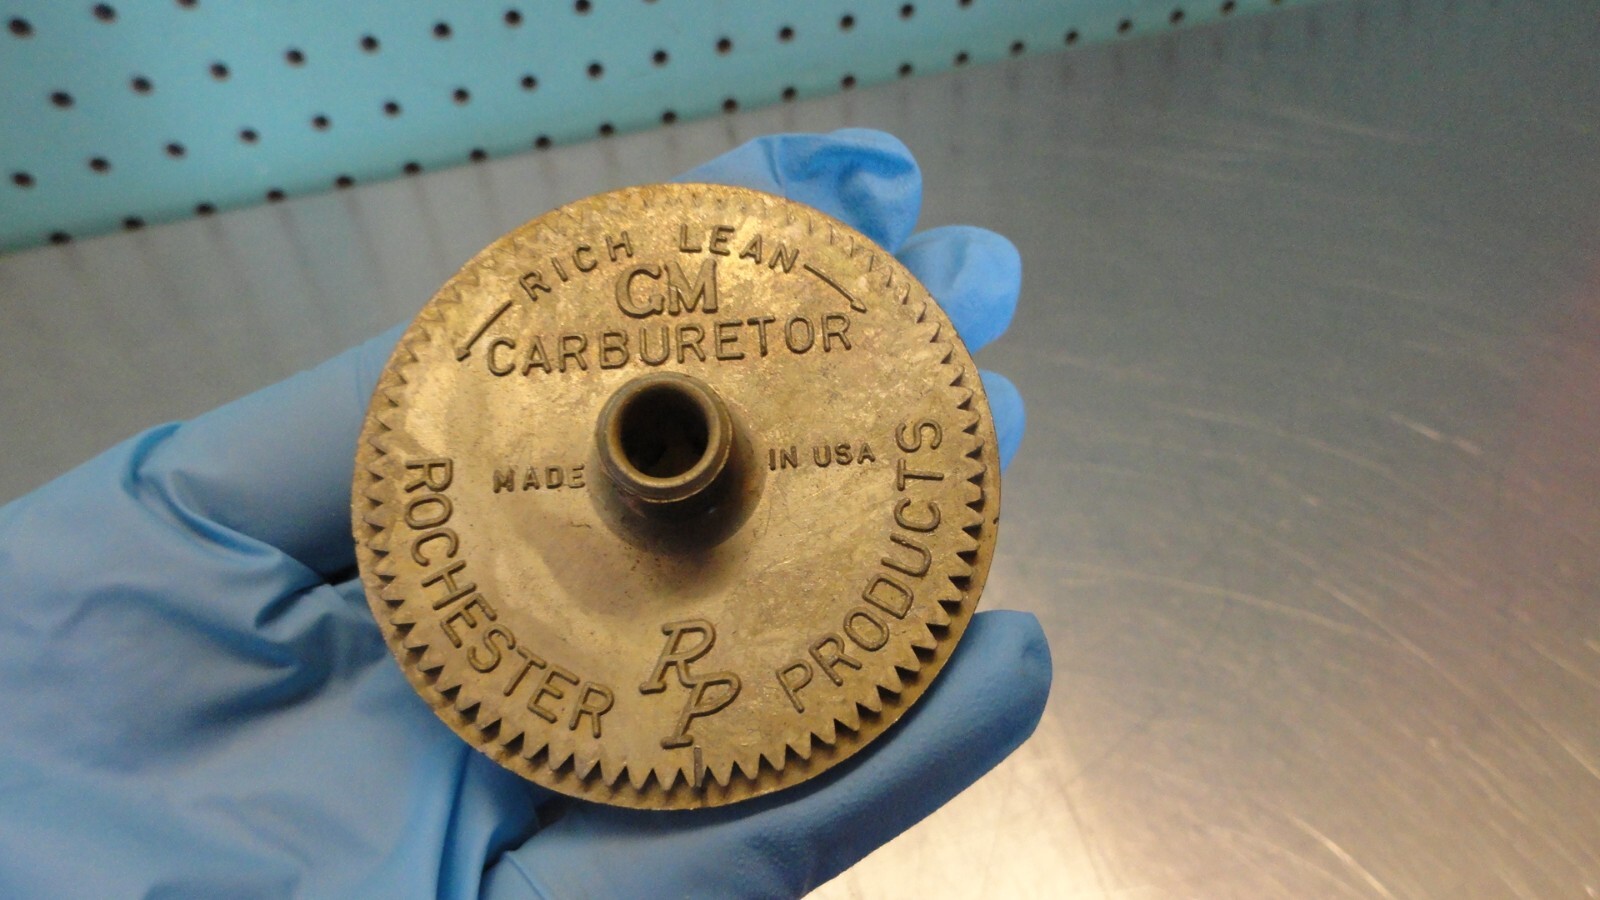 RICH LEAN
GM
CARBURETOR
MADE IN USA
ROCHESTER PRODUCTS
RP